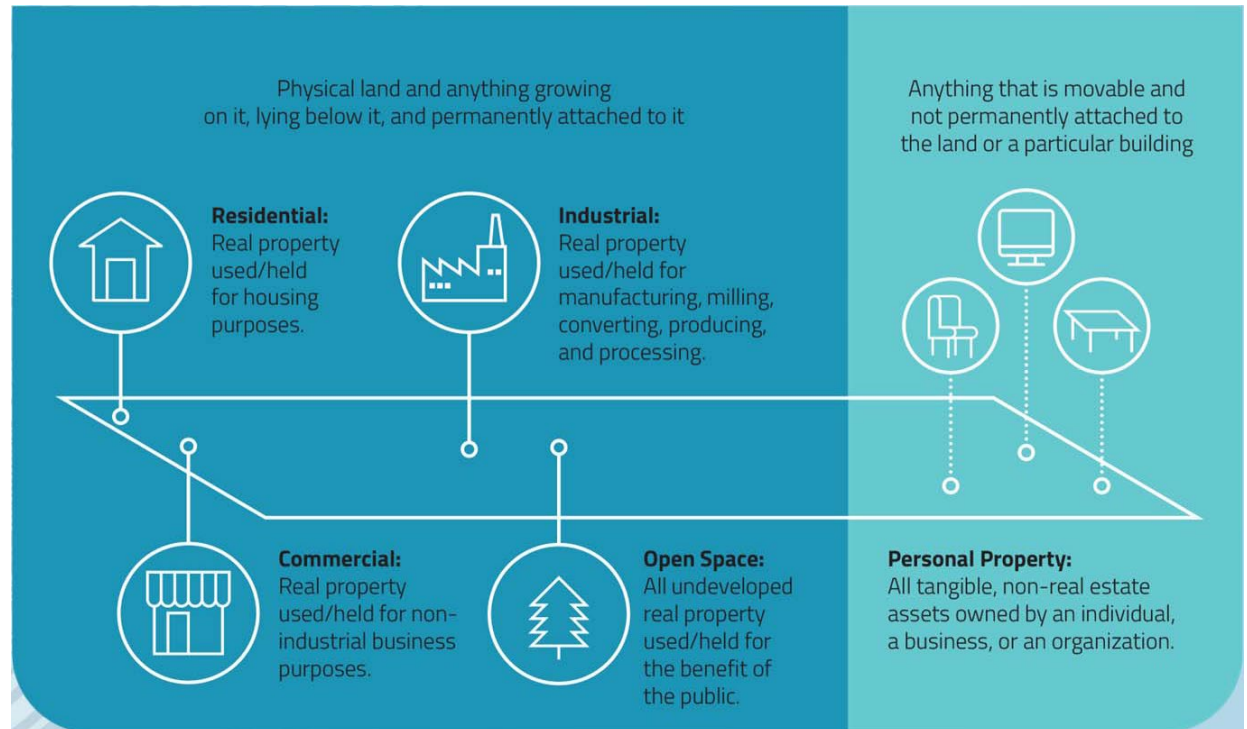 Physical land and anything growing
on it, lying below it, and permanently attached to it
Anything that is movable and
not permanently attached to
the land or a particular building
Residential:
Real property
used/held
for housing
purposes.
Industrial:
Real property
used/held for
manufacturing, milling,
converting, producing,
and processing.
Commercial:
Real property
used/held for non-
industrial business
purposes.
Open Space:
All undeveloped
real property
used/held for
the benefit of
the public.
Personal Property:
All tangible, non-real estate
assets owned by an individual,
a business, or an organization.